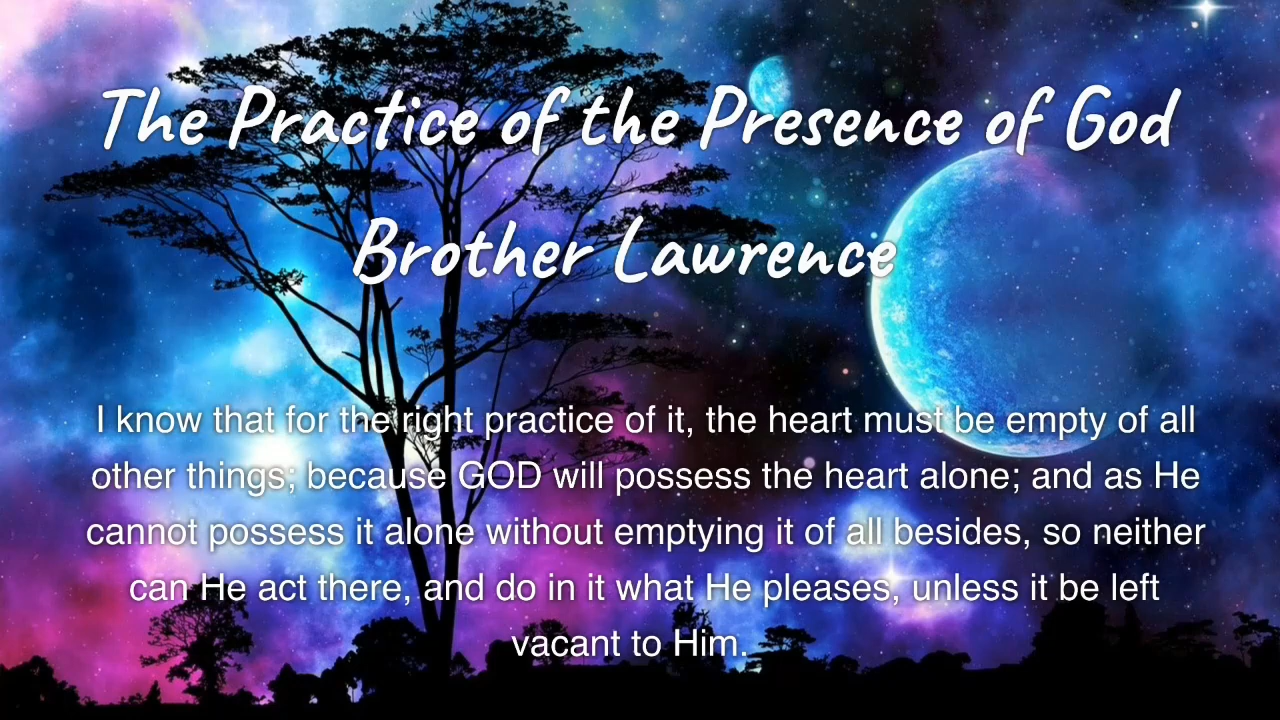 The Practice of the Presence of God
Brother Lawrence
I know that for the right practice of it, the heart must be empty of all
other things; because GOD will possess the heart alone; and as He
cannot possess it alone without emptying it of all besides, so neither
can He act there, and do in it what He pleases, unless it be left
vacant to Him.